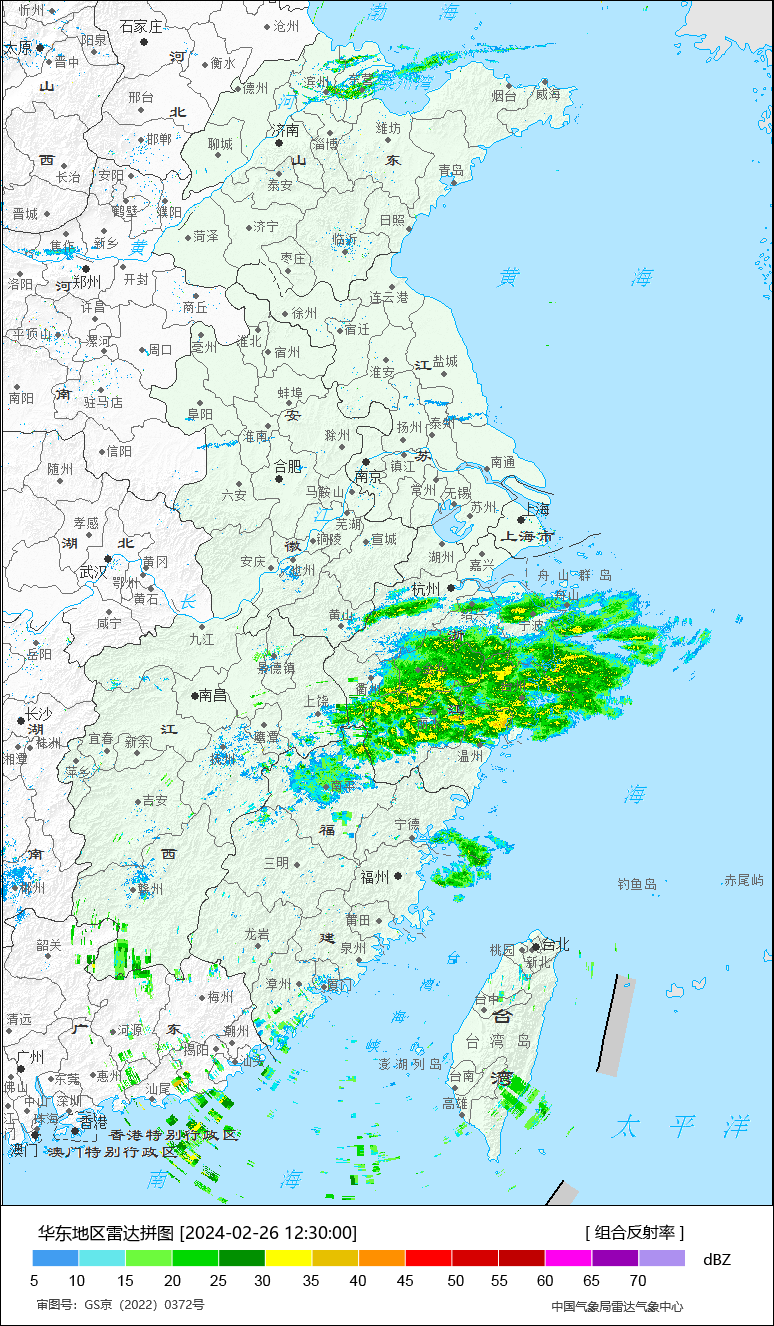 渤 海
忻州
石家庄
沧州
太原
阳泉
河
晋中
衡水
滨州
德州
烟台
威海
山
邢台
北
河
济南
潍坊
邯郸
聊城
淄博
西
山
东
长治
安阳
泰安
青岛
晋城
鹤壁
濮阳
济宁
日照
菏泽
临沂
焦作
新乡
黄
枣庄
黄 海
洛阳
河
郑州
开封
连云港
许昌
商丘
徐州
平顶山
漯河
周口
亳州
淮北
宿州
宿迁
江
盐城
淮安
南阳
南
驻马店
蚌埠
阜阳
安
扬州
泰州
淮南
滁州
信阳
苏
随州
合肥
南京
镇江
南通
六安
马鞍山
常州
无锡
苏州
江
上海
孝感
芜湖
湖
北
徽
铜陵
宣城
上海市
湖州
黄冈
安庆
池州
嘉兴
武汉
鄂州
杭州
舟山群岛
舟山
黄石
长
咸宁
黄山
绍兴
宁波
九江
浙
岳阳
景德镇
衢州
南昌
上饶
江
长沙
湖
江
宜春
新余
鹰潭
株洲
湘潭
萍乡
抚州
温州
南平
海
吉安
福
宁德
南
西
三明
郴州
赣州
福州
钓鱼岛
赤尾屿
莆田
龙岩
建
泉州
韶关
桃园
台北
新北
台
漳州
厦门
湾
梅州
台中
清远
广
河源
东
潮州
海
台
台湾岛
揭阳
峡
广州
汕头
澎湖列岛
佛山
东莞
惠州
台南
湾
汕尾
中山
深圳
高雄
珠海
香港
香港特别行政区
太 平 洋
澳门
澳门特别行政区
南 海
华东地区雷达拼图 [2024-02-26 12:30:00]
[ 组合反射率 ]
dBZ
5 10 15 20 25 30 35 40 45 50 55 60 65 70
审图号：GS京（2022）0372号
中国气象局雷达气象中心